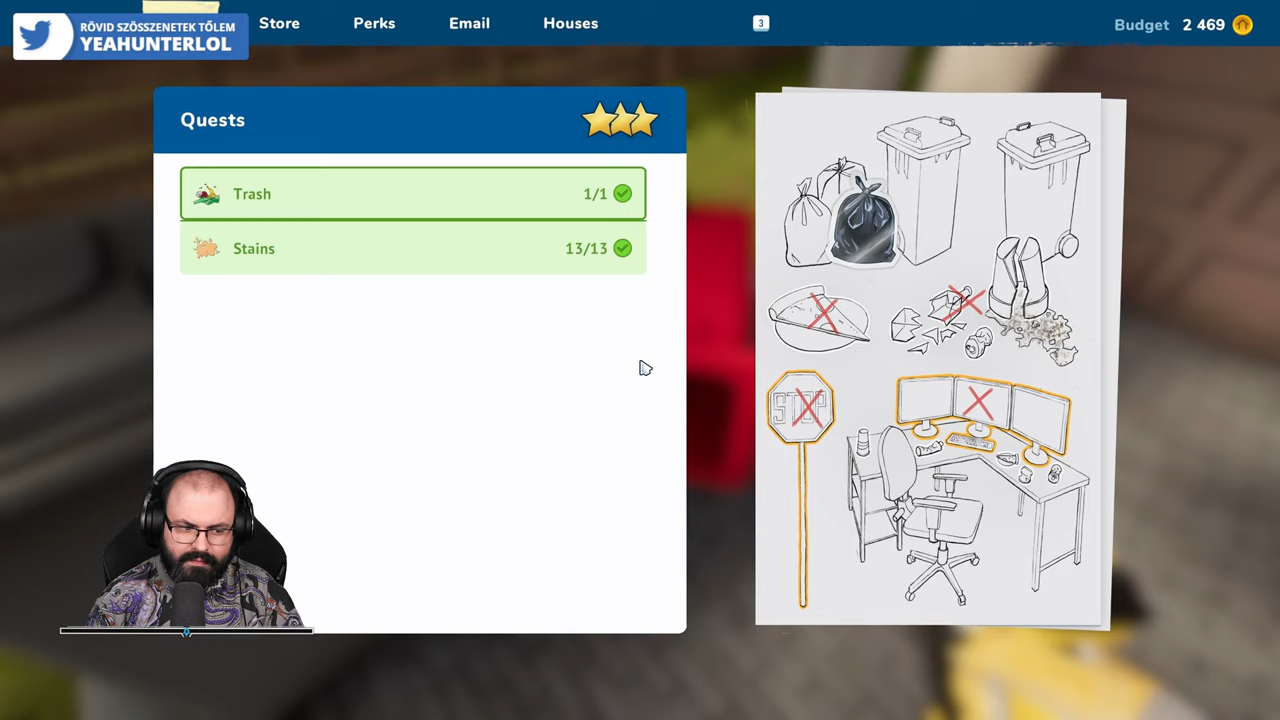 RÖVID SZÖSSZENETEK TŐLEM
YEAHUNTERLOL
Store
Perks
Email
Houses
3
Budget 2 469
Quests
Trash 1/1
Stains 13/13
STOP